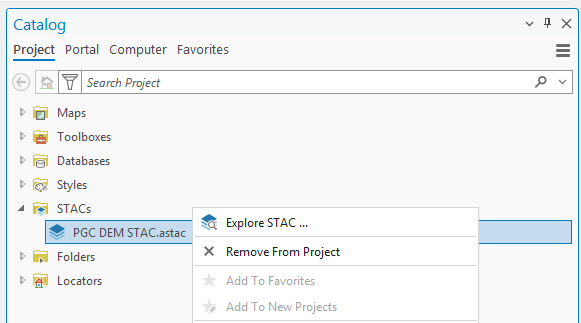 Catalog
Project Portal Computer Favorites
Search Project
Maps
Toolboxes
Databases
Styles
STACs
PGC DEM STAC.astac
Explore STAC ...
Remove From Project
Folders
Add To Favorites
Locators
Add To New Projects